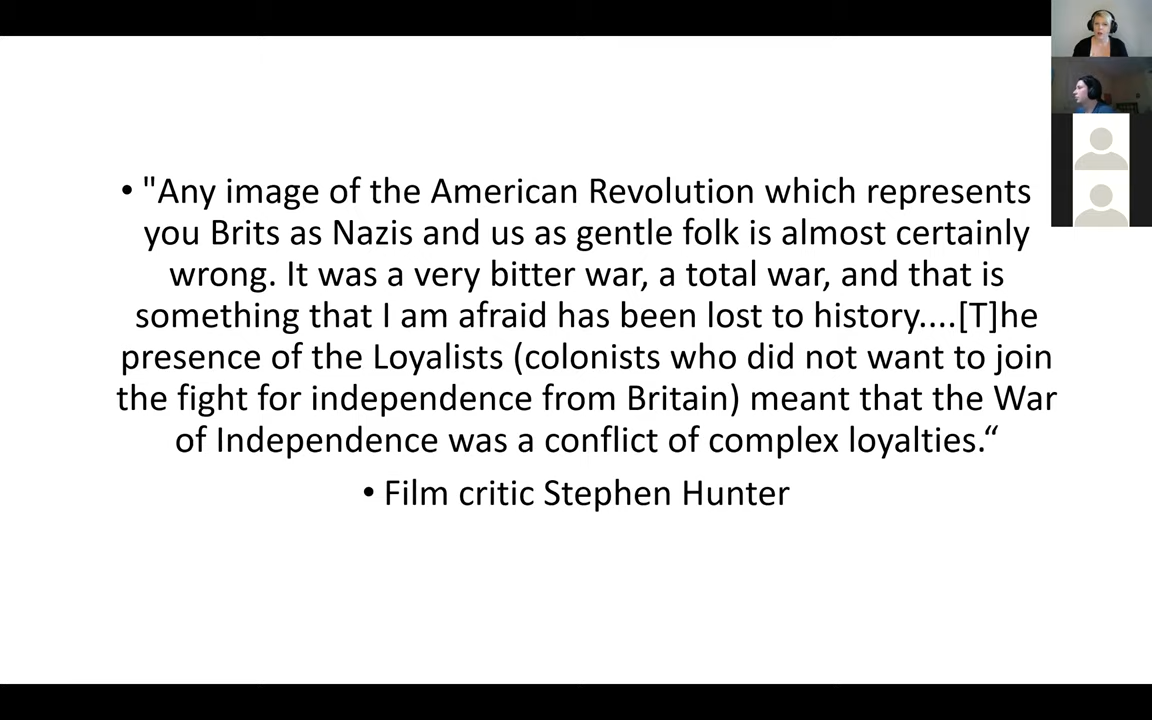 • "Any image of the American Revolution which represents
you Brits as Nazis and us as gentle folk is almost certainly
wrong. It was a very bitter war, a total war, and that is
something that I am afraid has been lost to history....[T]he
presence of the Loyalists (colonists who did not want to join
the fight for independence from Britain) meant that the War
of Independence was a conflict of complex loyalties.“
• Film critic Stephen Hunter